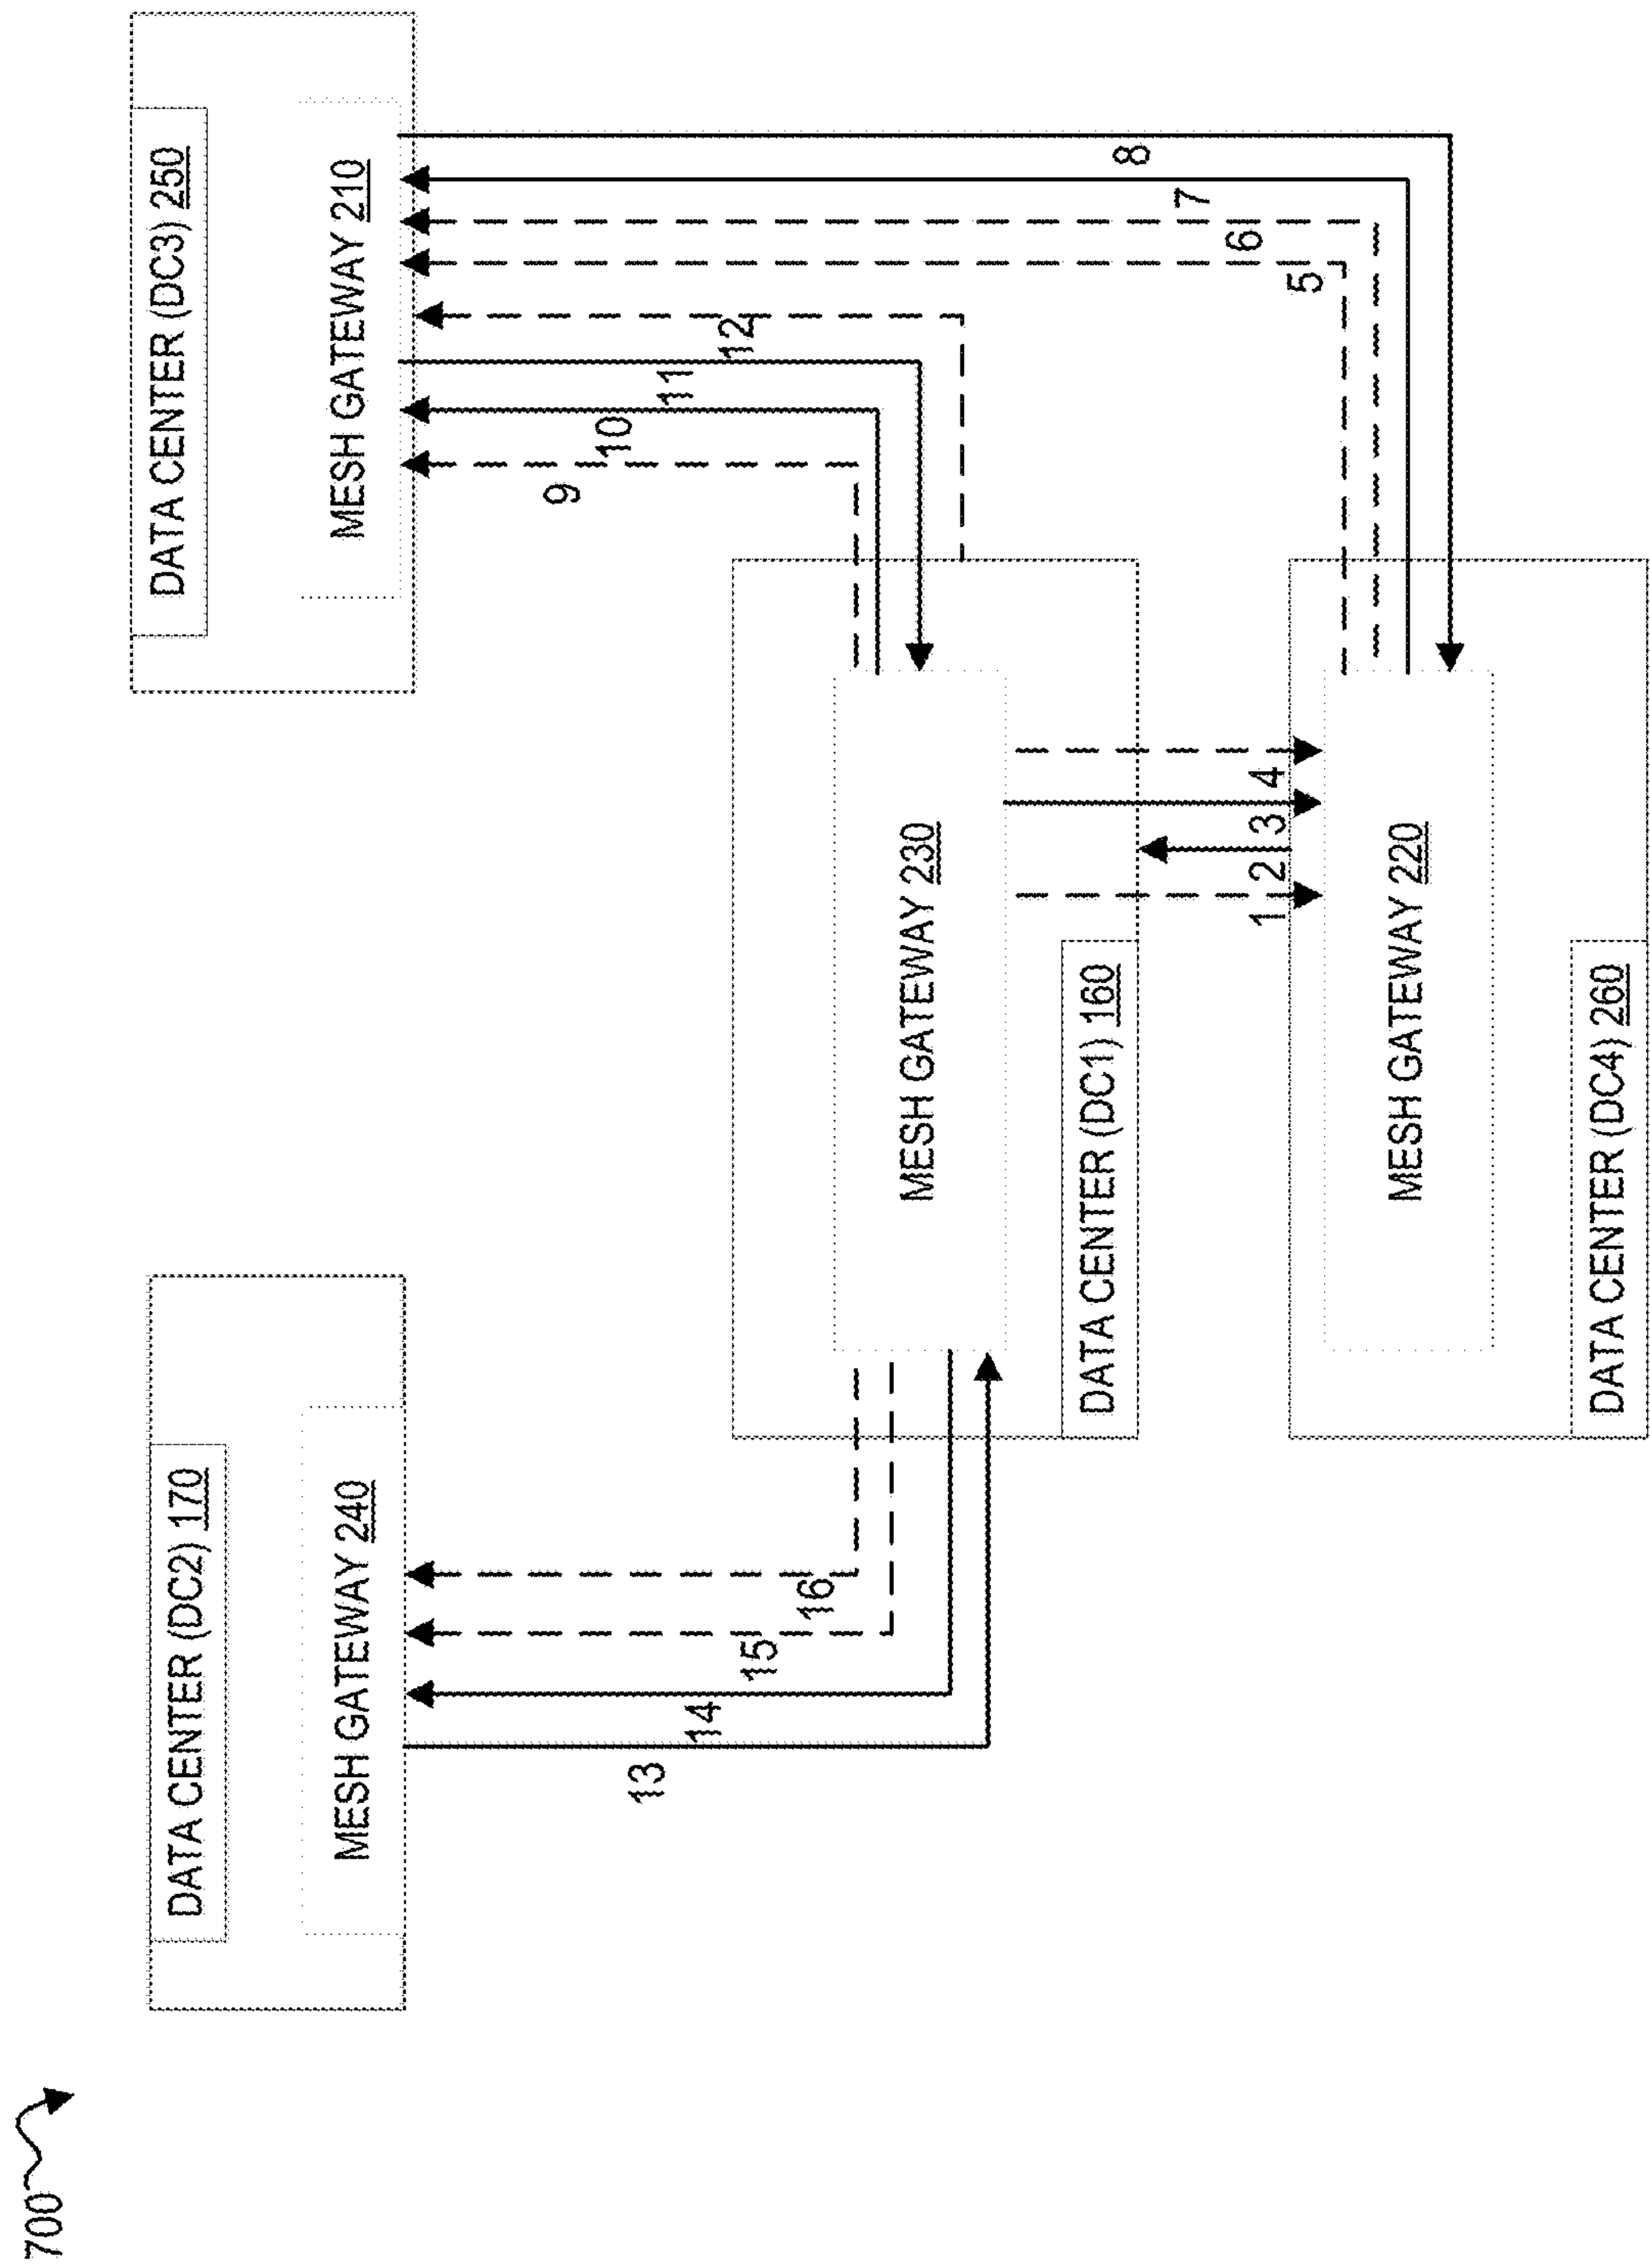 700
DATA CENTER (DC2) 170
MESH GATEWAY 240
13
14
15
16
DATA CENTER (DC3) 250
MESH GATEWAY 210
9
10
11
12
5
6
7
8
MESH GATEWAY 230
DATA CENTER (DC1) 160
1
2
3
4
MESH GATEWAY 220
DATA CENTER (DC4) 260